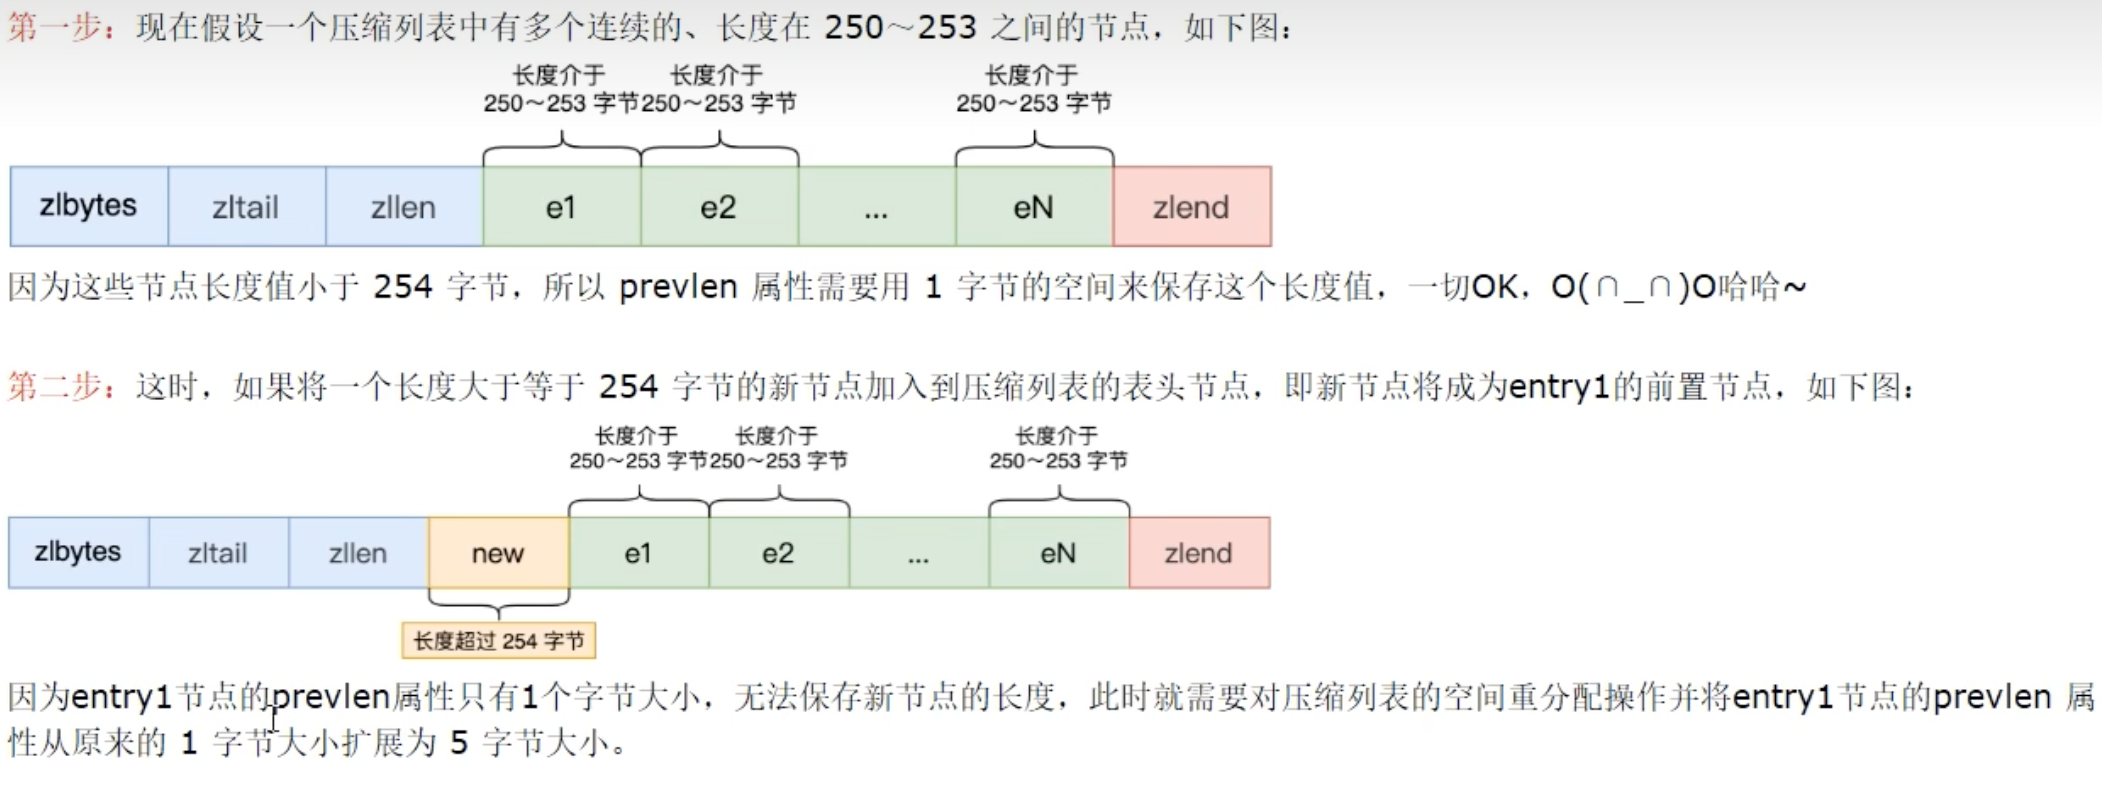 第一步：现在假设一个压缩列表中有多个连续的、长度在 250～253 之间的节点，如下图：
长度介于 长度介于 长度介于
250～253 字节 250～253 字节 250～253 字节
zlbytes zltail zllen e1 e2 ... eN zlend
因为这些节点长度值小于 254 字节，所以 prevlen 属性需要用 1 字节的空间来保存这个长度值，一切OK，O(∩_∩)O哈哈~
第二步：这时，如果将一个长度大于等于 254 字节的新节点加入到压缩列表的表头节点，即新节点将成为entry1的前置节点，如下图：
长度介于 长度介于 长度介于
250～253 字节 250～253 字节 250～253 字节
zlbytes zltail zllen new e1 e2 ... eN zlend
长度超过 254 字节
因为entry1节点的prevlen属性只有1个字节大小，无法保存新节点的长度，此时就需要对压缩列表的空间重分配操作并将entry1节点的prevlen 属
性从原来的 1 字节大小扩展为 5 字节大小。